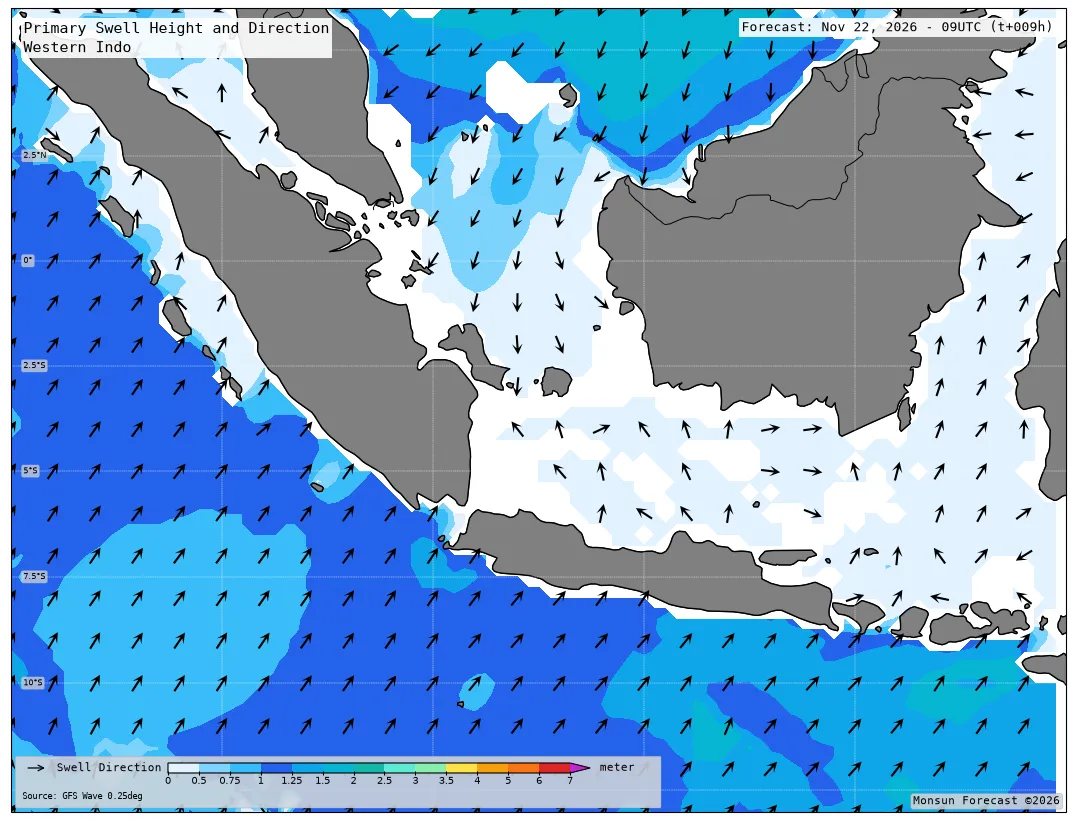 Primary Swell Height and Direction
Western Indo
Forecast: Nov 22, 2026 - 09UTC (t+009h)
2.5°N
0°
2.5°S
5°S
7.5°S
10°S
Swell Direction
meter
0 0.5 0.75 1 1.25 1.5 2 2.5 3 3.5 4 5 6 7
Source: GFS Wave 0.25deg
Monsun Forecast ©2026